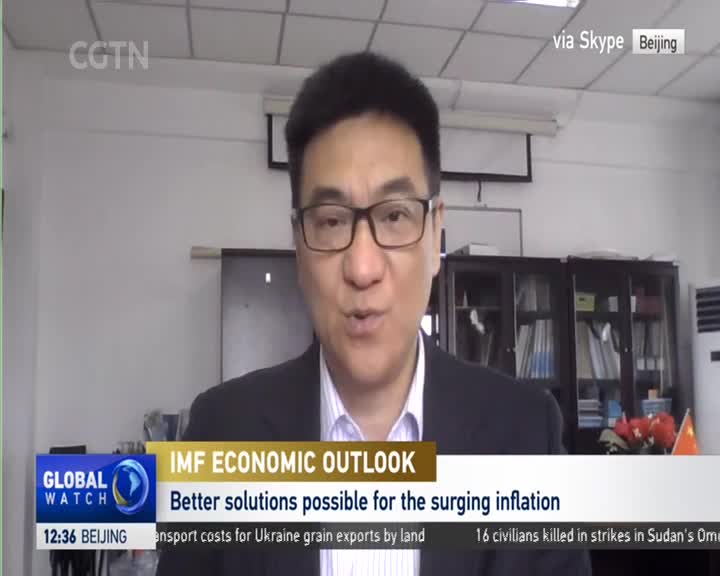 CGTN
via Skype Beijing
IMF ECONOMIC OUTLOOK
GLOBAL WATCH
Better solutions possible for the surging inflation
12:36 BEIJING
ansport costs for Ukraine grain exports by land 16 civilians killed in strikes in Sudan's Om